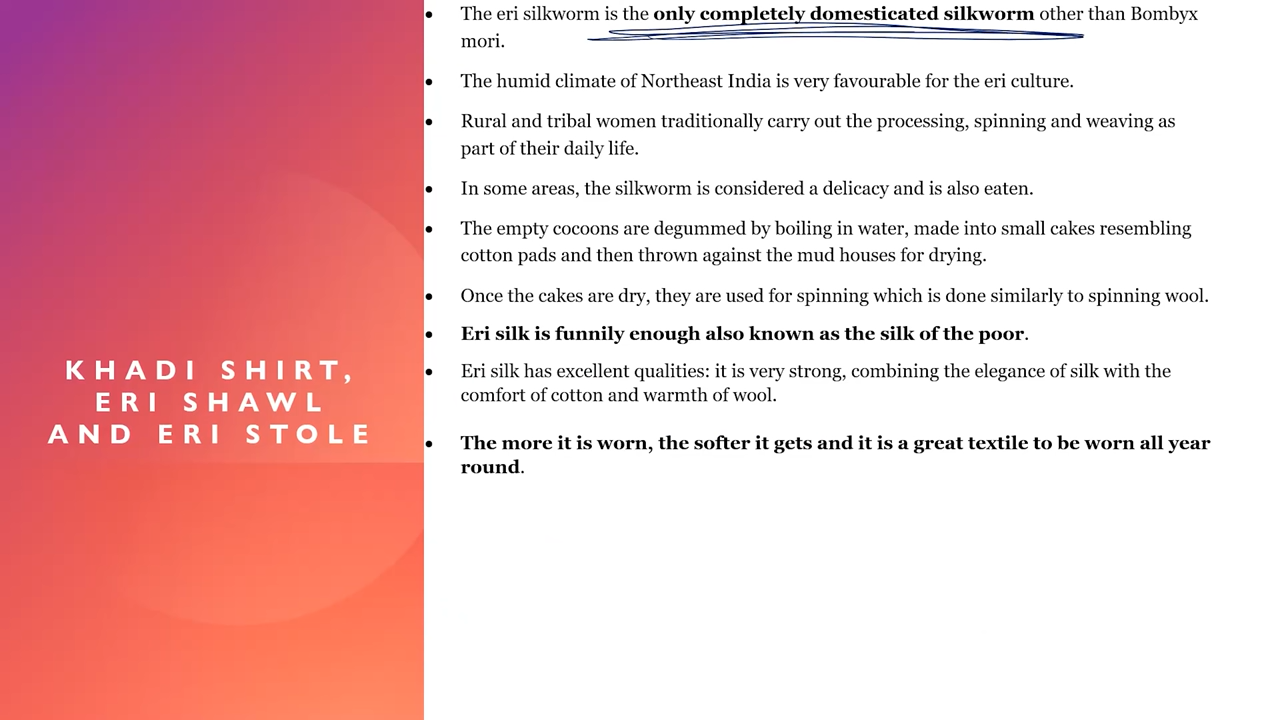 KHADI SHIRT,
ERI SHAWL
AND ERI STOLE
• The eri silkworm is the only completely domesticated silkworm other than Bombyx
mori.
• The humid climate of Northeast India is very favourable for the eri culture.
• Rural and tribal women traditionally carry out the processing, spinning and weaving as
part of their daily life.
• In some areas, the silkworm is considered a delicacy and is also eaten.
• The empty cocoons are degummed by boiling in water, made into small cakes resembling
cotton pads and then thrown against the mud houses for drying.
• Once the cakes are dry, they are used for spinning which is done similarly to spinning wool.
• Eri silk is funnily enough also known as the silk of the poor.
• Eri silk has excellent qualities: it is very strong, combining the elegance of silk with the
comfort of cotton and warmth of wool.
• The more it is worn, the softer it gets and it is a great textile to be worn all year
round.